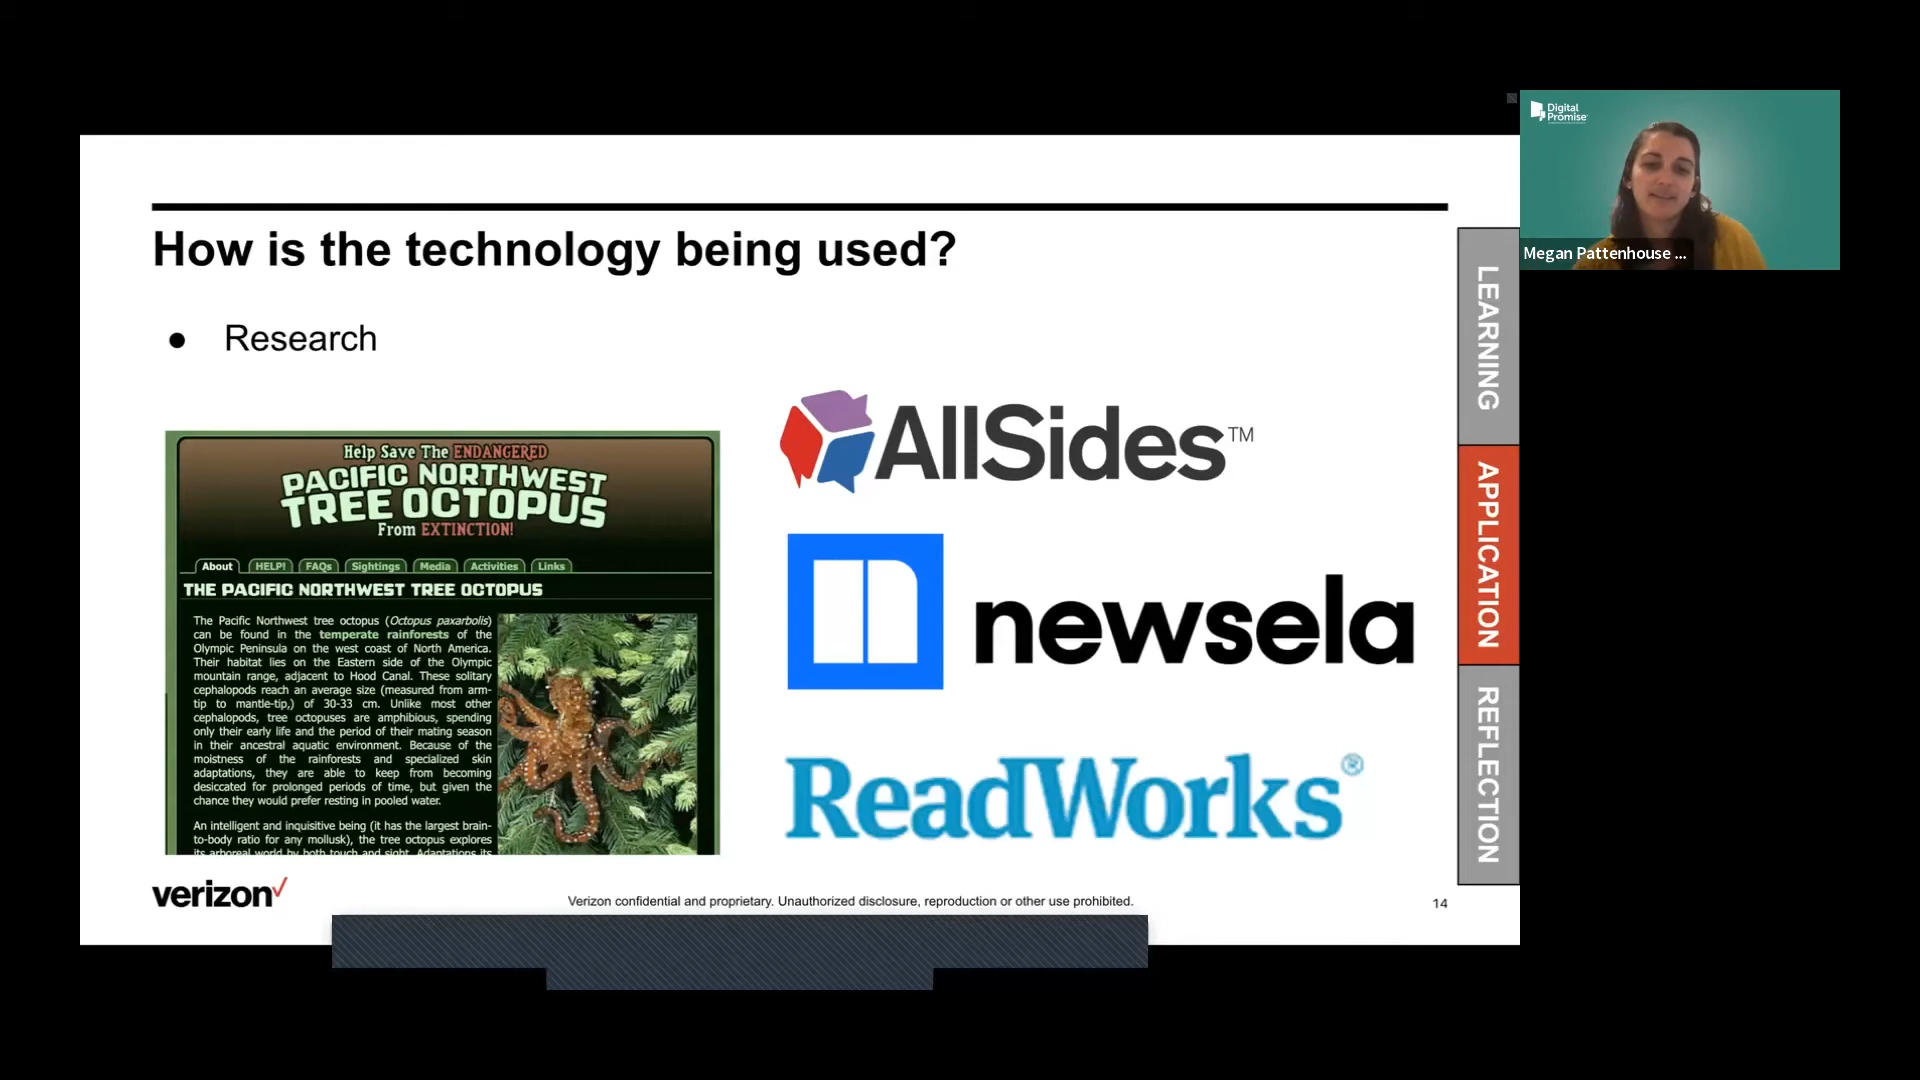 Digital
Promise
Megan Pattenhouse ...
How is the technology being used?
● Research
Help Save The ENDANGERED
PACIFIC NORTHWEST
TREE OCTOPUS
From EXTINCTION!
About HELP! FAQs Sightings Media Activities Links
THE PACIFIC NORTHWEST TREE OCTOPUS
The Pacific Northwest tree octopus (Octopus paxarbolis)
can be found in the temperate rainforests of the
Olympic Peninsula on the west coast of North America.
Their habitat lies on the Eastern side of the Olympic
mountain range, adjacent to Hood Canal. These solitary
cephalopods reach an average size (measured from arm-
tip to mantle-tip,) of 30-33 cm. Unlike most other
cephalopods, tree octopuses are amphibious, spending
only their early life and the period of their mating season
in their ancestral aquatic environment. Because of the
moistness of the rainforests and specialized skin
adaptations, they are able to keep from becoming
desiccated for prolonged periods of time, but given the
chance they would prefer resting in pooled water.
An intelligent and inquisitive being (it has the largest brain-
to-body ratio for any mollusk), the tree octopus explores
its arboreal world by both touch and sight. Adaptations its
AllSides™
newsela
ReadWorks®
LEARNING
APPLICATION
REFLECTION
verizon✓
Verizon confidential and proprietary. Unauthorized disclosure, reproduction or other use prohibited.
14